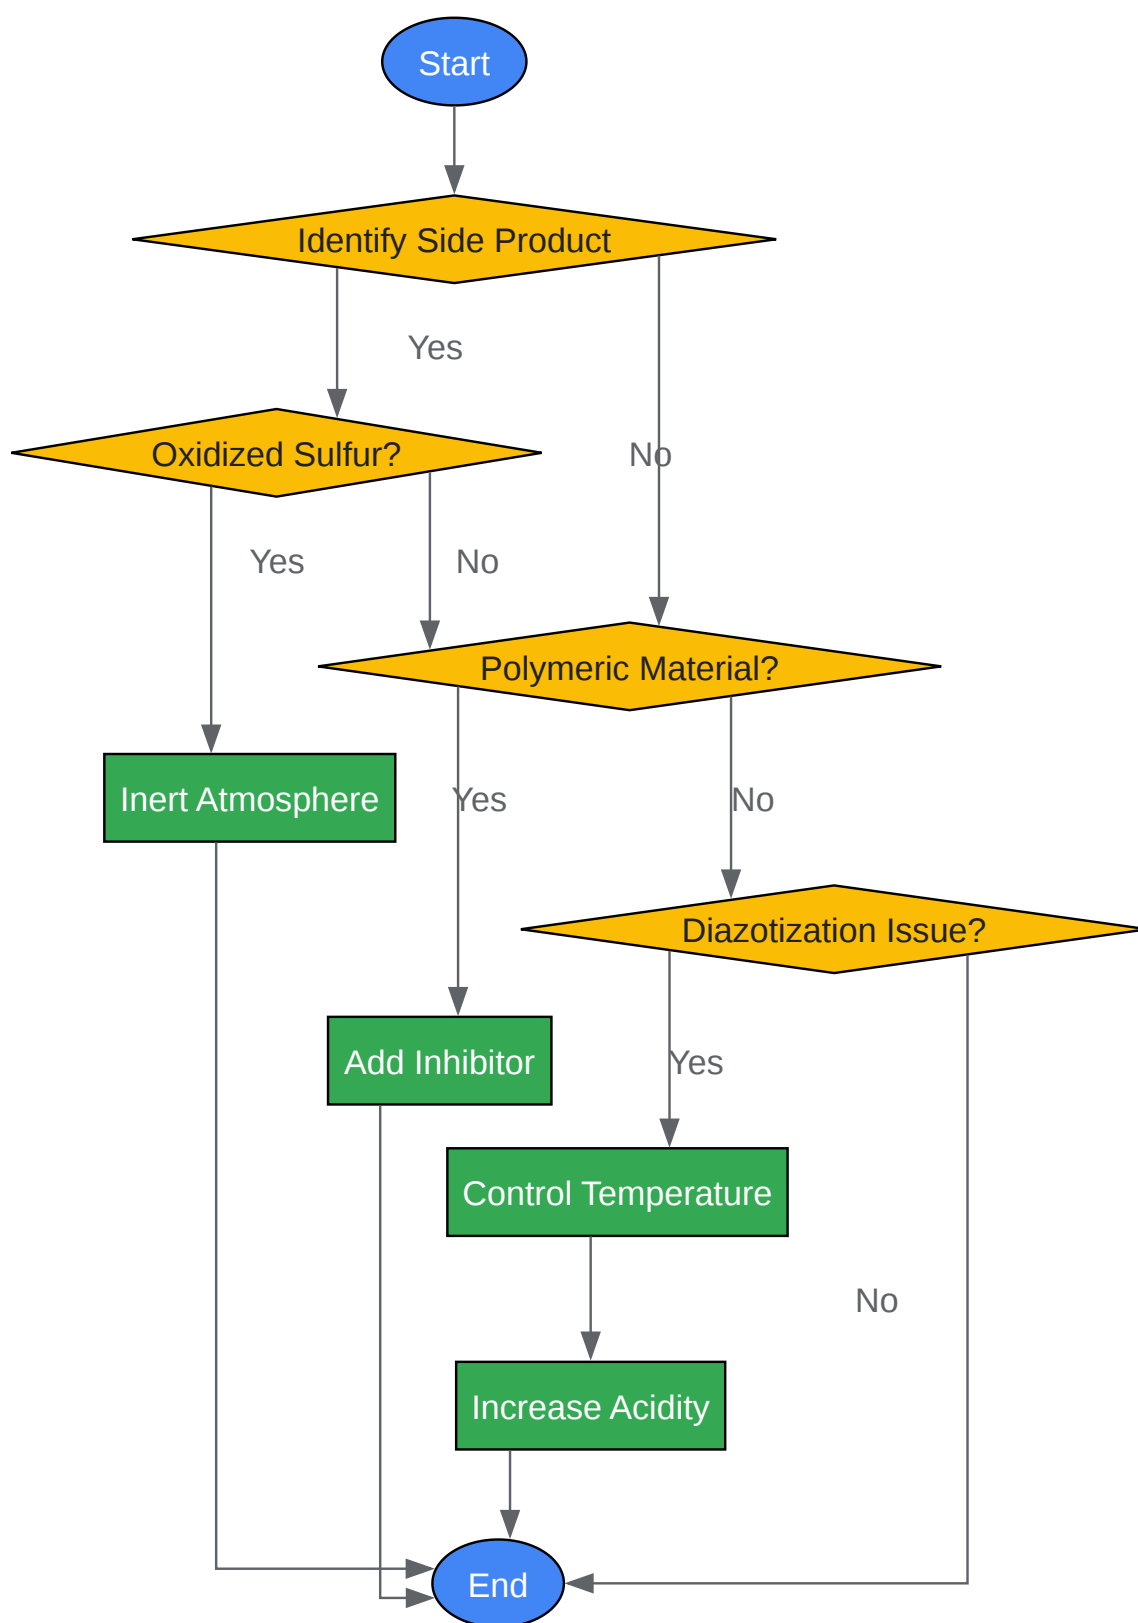 Start
Identify Side Product
Yes
Oxidized Sulfur?
No
Yes
No
Polymeric Material?
Inert Atmosphere
Yes
No
Diazotization Issue?
Add Inhibitor
Yes
Control Temperature
No
Increase Acidity
End